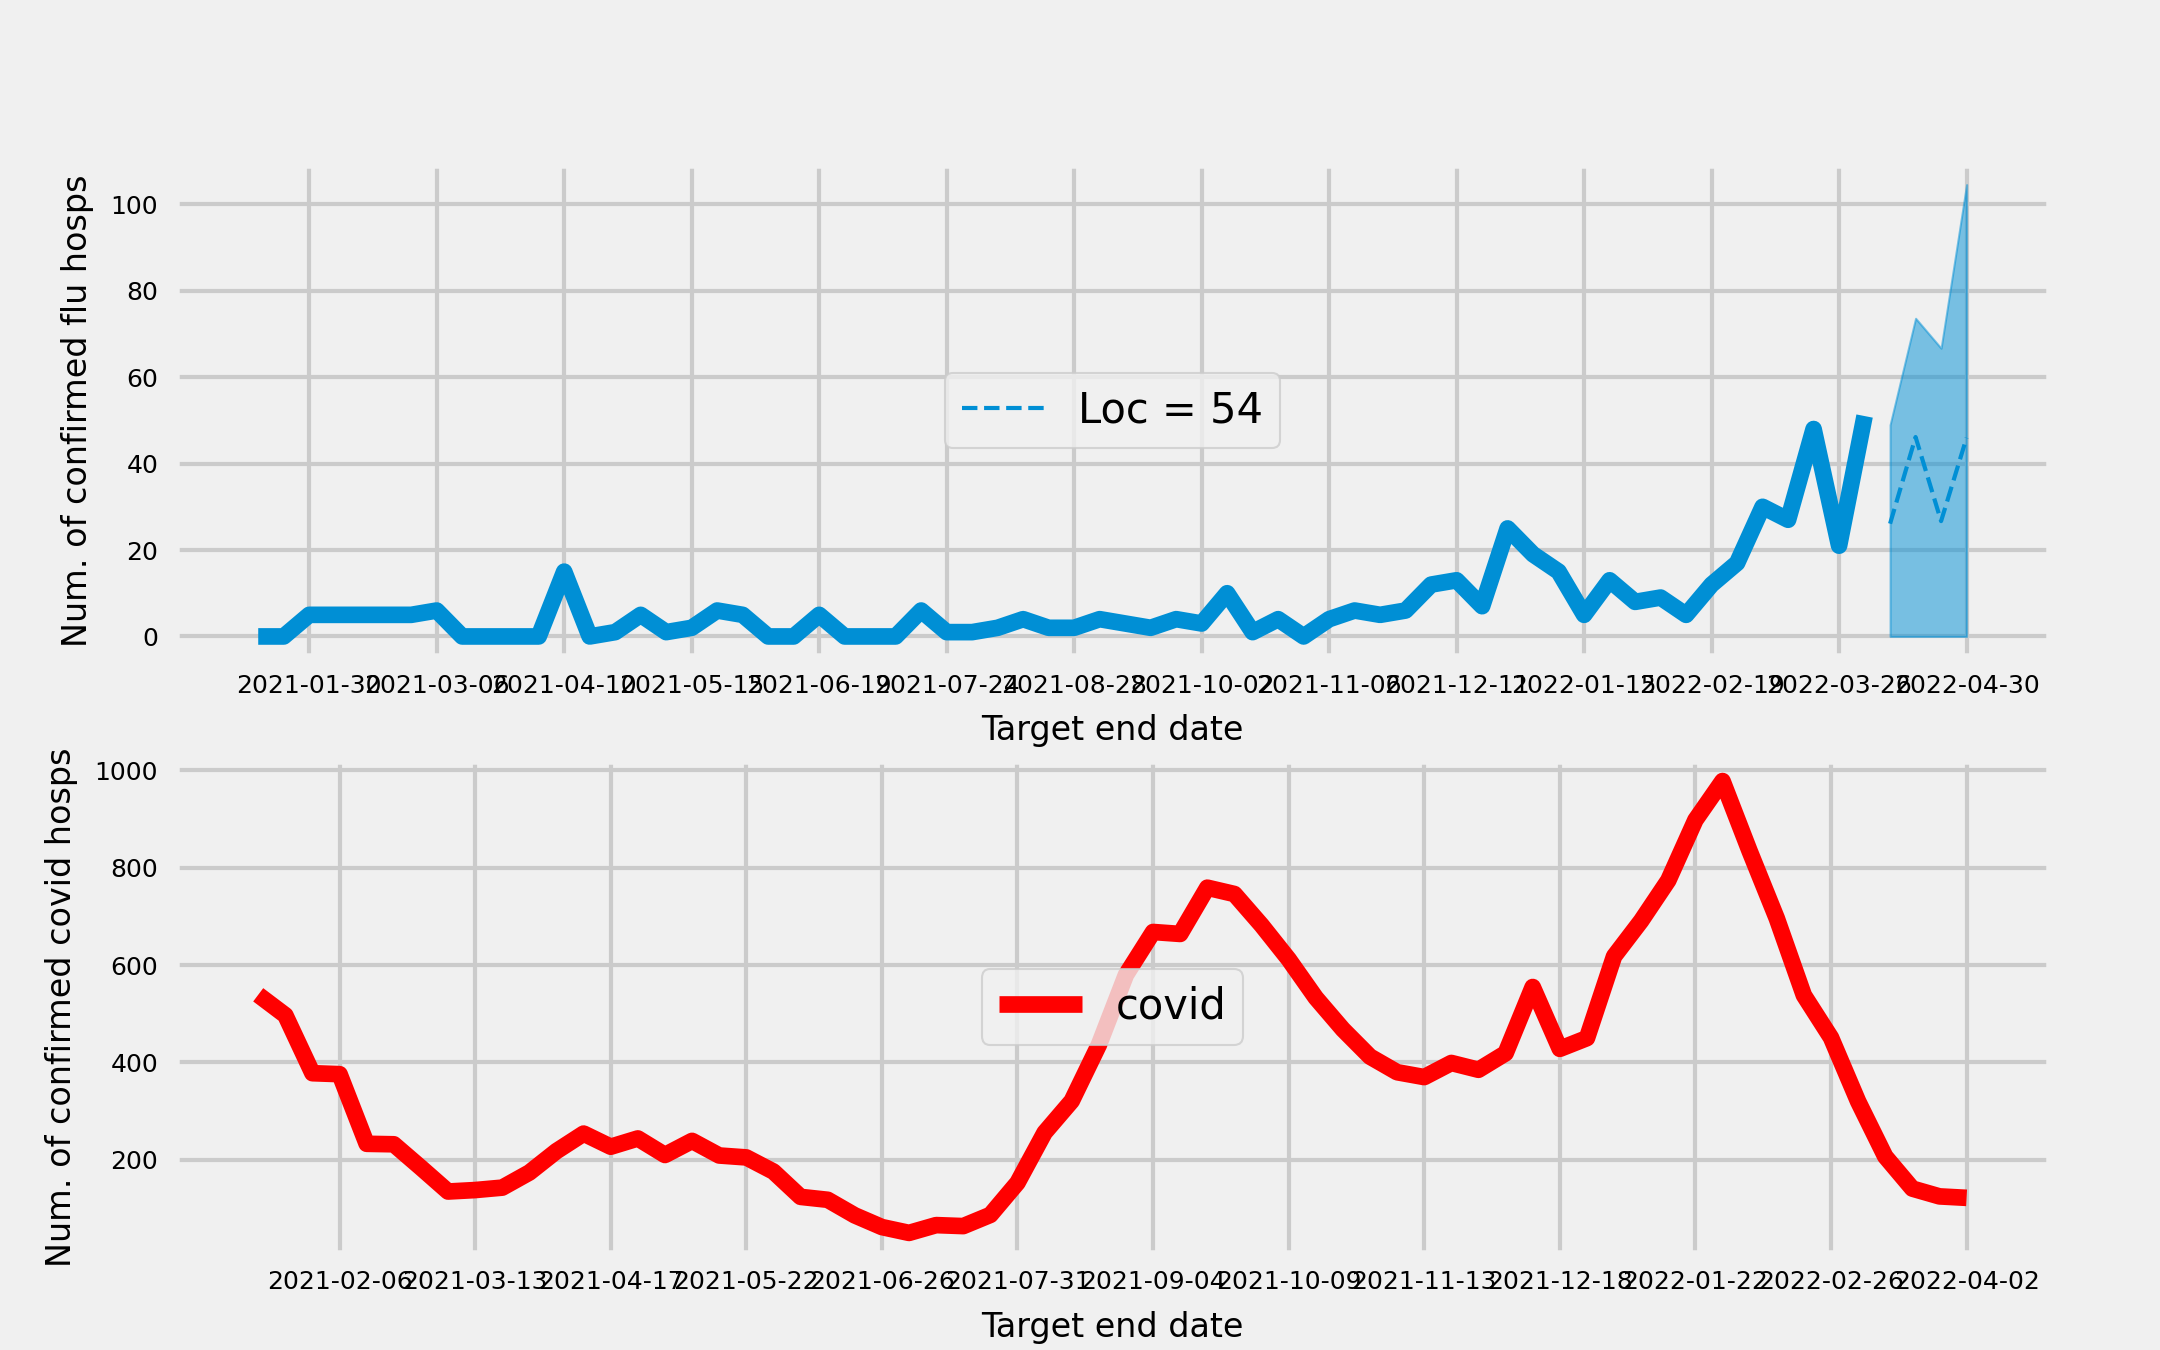 Num. of confirmed flu hosps
100
80
60
40
20
0
Loc = 54
2021-01-30 2021-03-06 2021-04-10 2021-05-15 2021-06-19 2021-07-24 2021-08-28 2021-10-02 2021-11-06 2021-12-11 2022-01-15 2022-02-19 2022-03-26 2022-04-30
Target end date
Num. of confirmed covid hosps
1000
800
600
400
200
covid
2021-02-06 2021-03-13 2021-04-17 2021-05-22 2021-06-26 2021-07-31 2021-09-04 2021-10-09 2021-11-13 2021-12-18 2022-01-22 2022-02-26 2022-04-02
Target end date